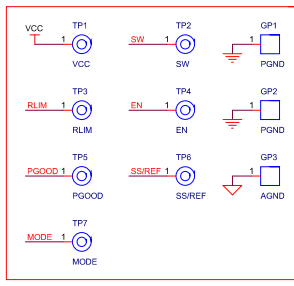 TP1 TP2 GP1
VCC 1 SW 1 1
VCC SW PGND
TP3 TP4 GP2
RLIM 1 EN 1 1
RLIM EN PGND
TP5 TP6 GP3
PGOOD 1 SS/REF 1 1
PGOOD SS/REF AGND
TP7
MODE 1
MODE